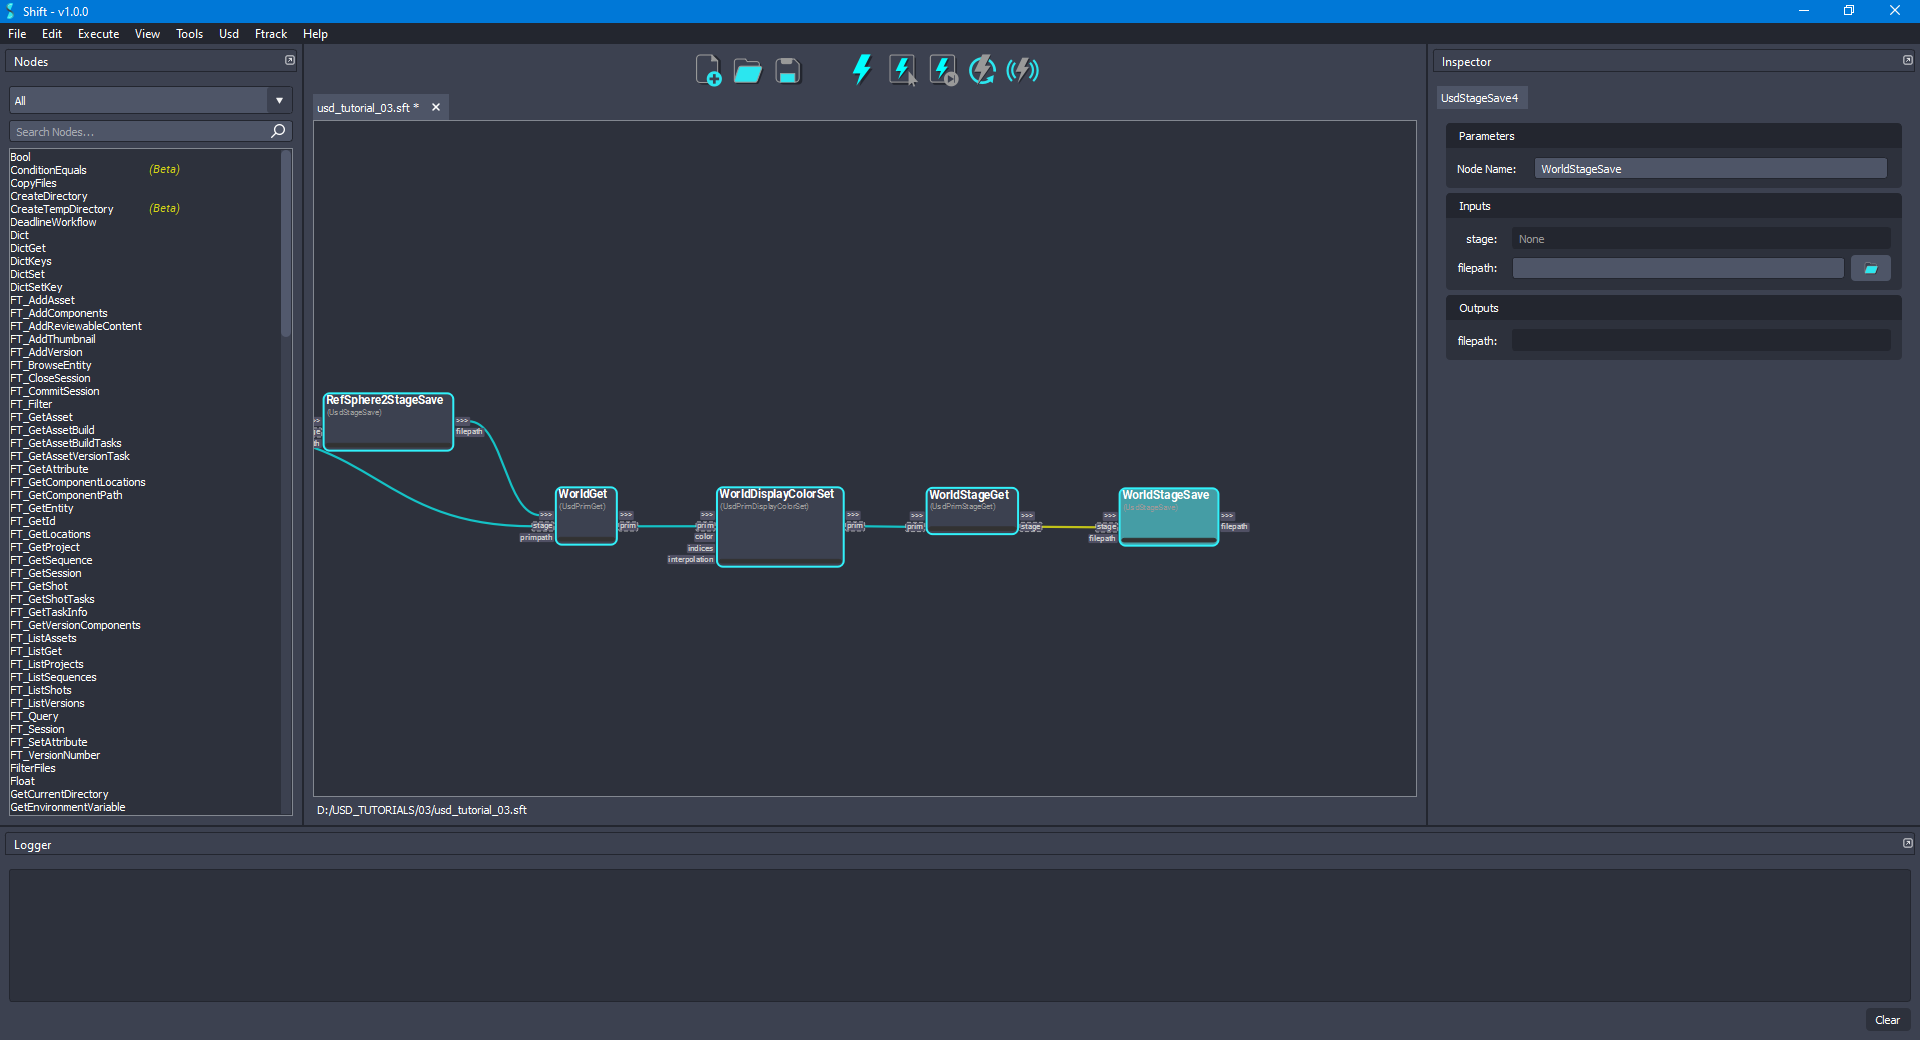 Shift - v1.0.0
File Edit Execute View Tools Usd Ftrack Help
Nodes
All
Search Nodes...
Bool
ConditionEquals (Beta)
CopyFiles
CreateDirectory
CreateTempDirectory (Beta)
DeadlineWorkflow
Dict
DictGet
DictKeys
DictSet
DictSetKey
FT_AddAsset
FT_AddComponents
FT_AddReviewableContent
FT_AddThumbnail
FT_AddVersion
FT_BrowseEntity
FT_CloseSession
FT_CommitSession
FT_Filter
FT_GetAsset
FT_GetAssetBuild
FT_GetAssetBuildTasks
FT_GetAssetVersionTask
FT_GetAttribute
FT_GetComponentLocations
FT_GetComponentPath
FT_GetEntity
FT_GetId
FT_GetLocations
FT_GetProject
FT_GetSequence
FT_GetSession
FT_GetShot
FT_GetShotTasks
FT_GetTaskInfo
FT_GetVersionComponents
FT_ListAssets
FT_ListGet
FT_ListProjects
FT_ListSequences
FT_ListShots
FT_ListVersions
FT_Query
FT_Session
FT_SetAttribute
FT_VersionNumber
FilterFiles
Float
GetCurrentDirectory
GetEnvironmentVariable
usd_tutorial_03.sft *
RefSphere2StageSave
(UsdStageSave)
>>>
filepath
WorldGet
(UsdPrimGet)
>>> >>>
stage prim
primpath
WorldDisplayColorSet
(UsdPrimDisplayColorSet)
>>> >>>
prim prim
color
indices
interpolation
WorldStageGet
(UsdPrimStageGet)
>>> >>>
prim stage
WorldStageSave
(UsdStageSave)
>>> >>>
stage filepath
filepath
D:/USD_TUTORIALS/03/usd_tutorial_03.sft
Inspector
UsdStageSave4
Parameters
Node Name: WorldStageSave
Inputs
stage: None
filepath:
Outputs
filepath:
Logger
Clear